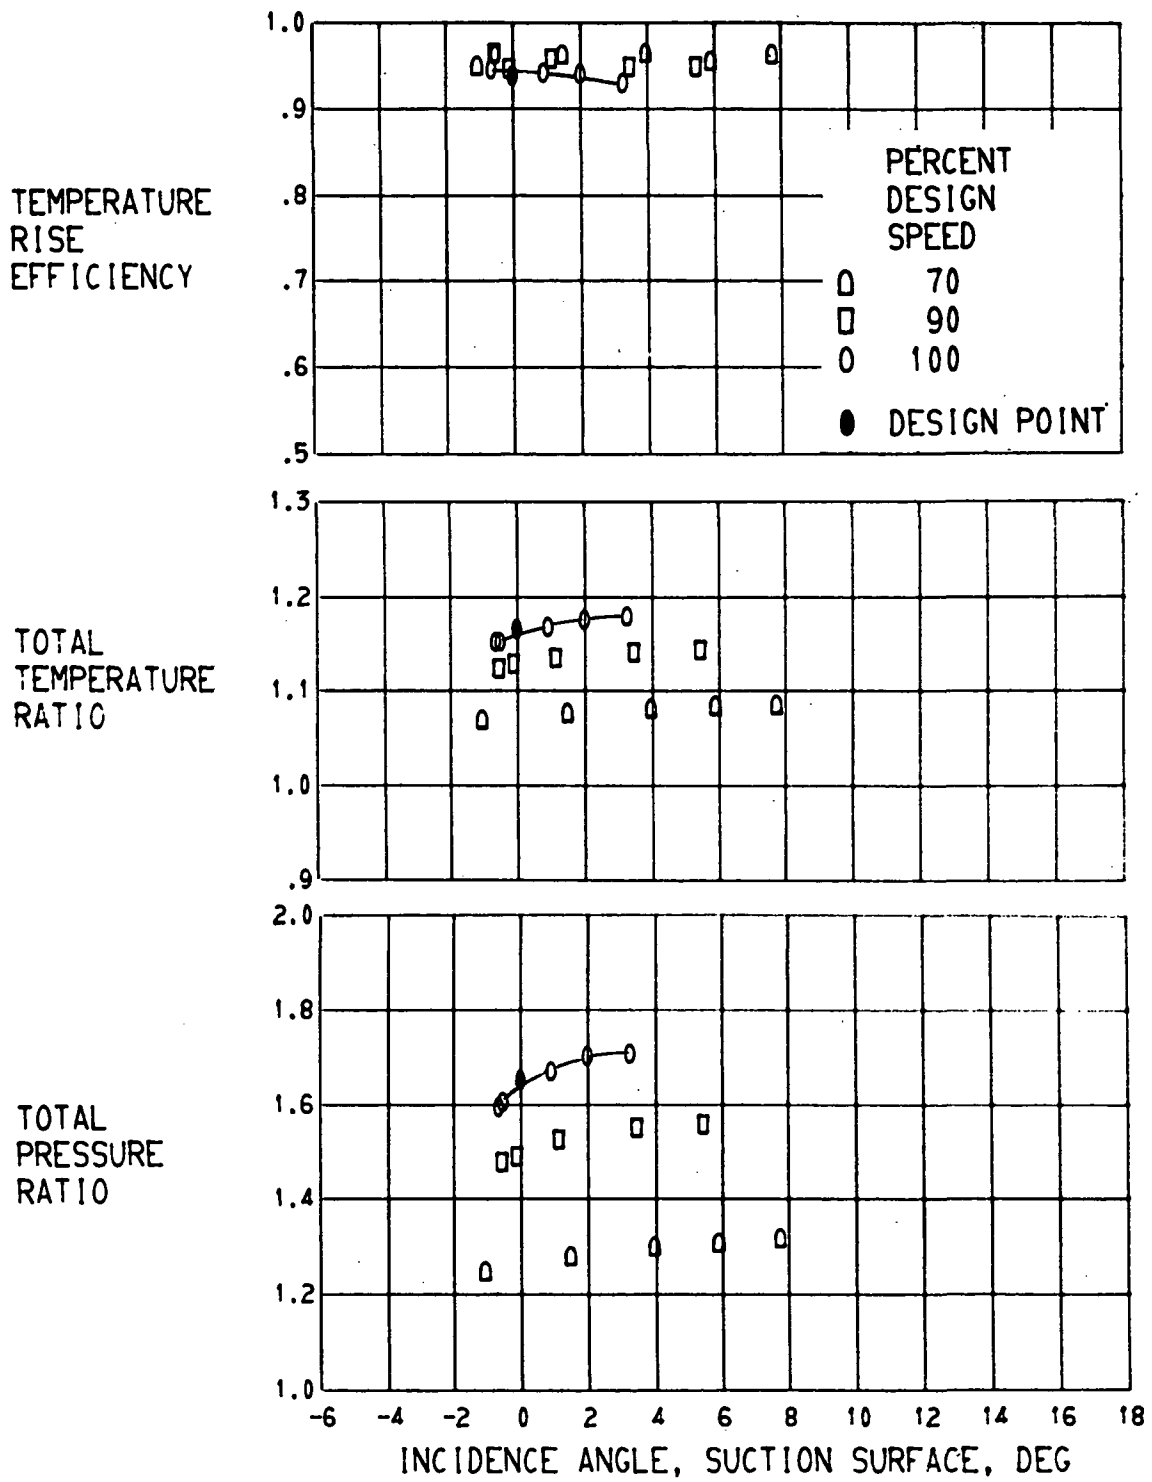 1.0
.9
.8
.7
.6
.5
TEMPERATURE
RISE
EFFICIENCY
PERCENT
DESIGN
SPEED
70
90
100
DESIGN POINT
1.3
1.2
1.1
1.0
.9
TOTAL
TEMPERATURE
RATIO
2.0
1.8
1.6
1.4
1.2
1.0
TOTAL
PRESSURE
RATIO
-6 -4 -2 0 2 4 6 8 10 12 14 16 18
INCIDENCE ANGLE, SUCTION SURFACE, DEG